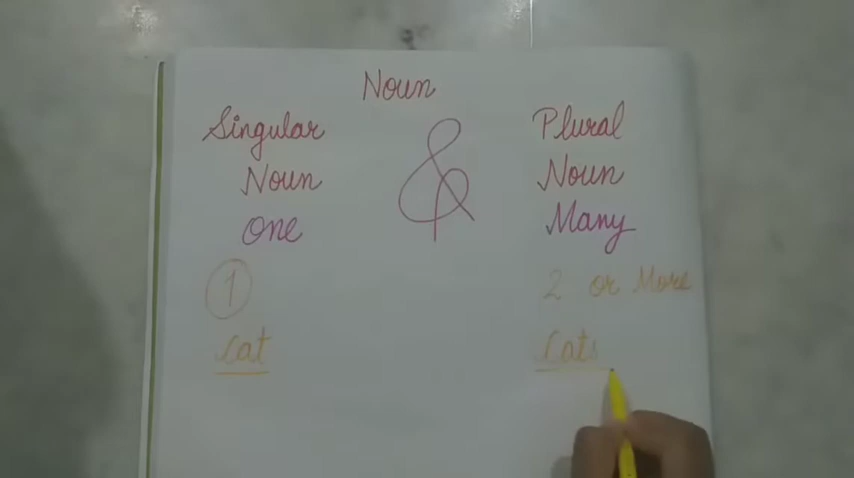 Noun
Singular
Noun
One
1
cat
&
Plural
Noun
Many
2 or More
Cats